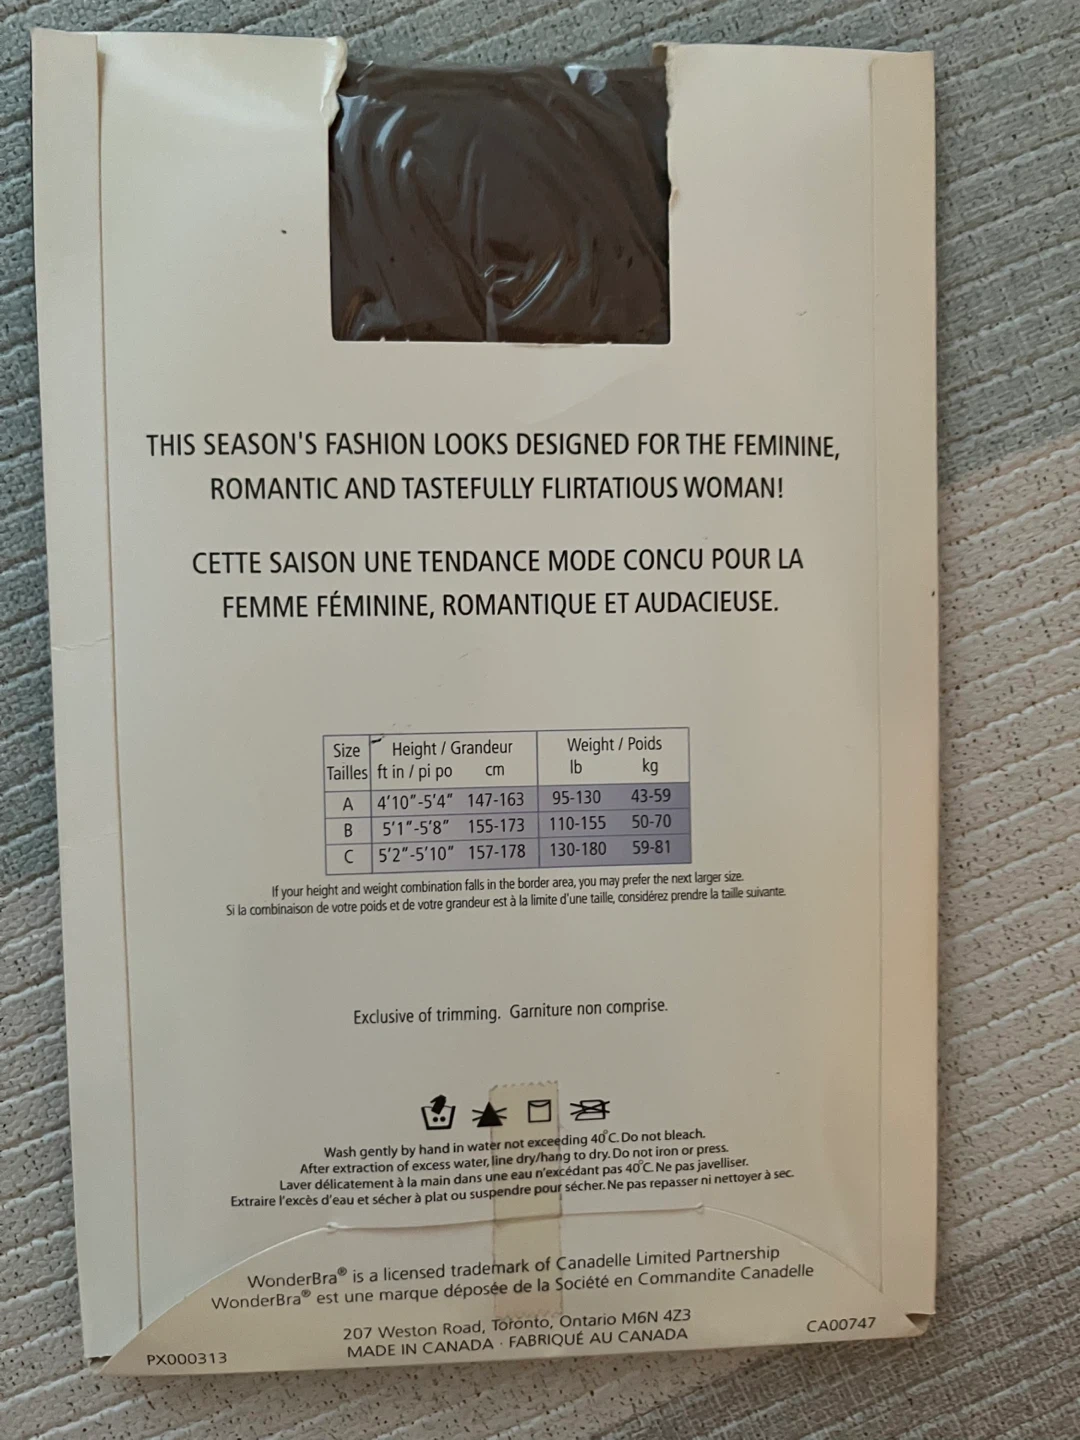 THIS SEASON'S FASHION LOOKS DESIGNED FOR THE FEMININE,
ROMANTIC AND TASTEFULLY FLIRTATIOUS WOMAN!
CETTE SAISON UNE TENDANCE MODE CONCU POUR LA
FEMME FÉMININE, ROMANTIQUE ET AUDACIEUSE.
Size Height / Grandeur Weight / Poids
Tailles ft in / pi po cm lb kg
A 4'10"-5'4" 147-163 95-130 43-59
B 5'1"-5'8" 155-173 110-155 50-70
C 5'2"-5'10" 157-178 130-180 59-81
If your height and weight combination falls in the border area, you may prefer the next larger size.
Si la combinaison de votre poids et de votre grandeur est à la limite d'une taille, considérez prendre la taille suivante.
Exclusive of trimming. Garniture non comprise.
Wash gently by hand in water not exceeding 40°C. Do not bleach.
After extraction of excess water, line dry/hang to dry. Do not iron or press.
Laver délicatement à la main dans une eau n'excédant pas 40°C. Ne pas javelliser.
Extraire l'excès d'eau et sécher à plat ou suspendre pour sécher. Ne pas repasser ni nettoyer à sec.
WonderBra® is a licensed trademark of Canadelle Limited Partnership
WonderBra® est une marque déposée de la Société en Commandite Canadelle
207 Weston Road, Toronto, Ontario M6N 4Z3
MADE IN CANADA · FABRIQUÉ AU CANADA
PX000313
CA00747